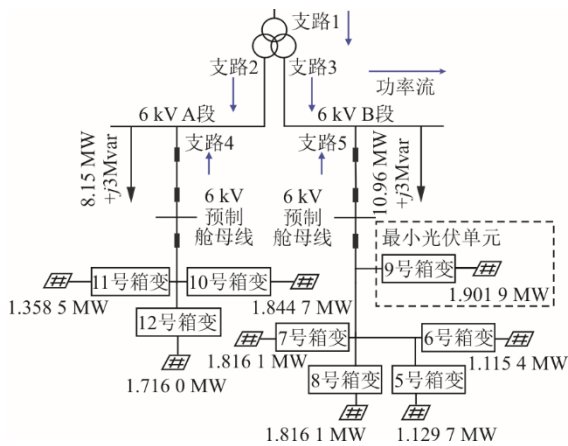 支路1
支路2
支路3
功率流
6 kV A段
6 kV B段
支路4
支路5
8.15 MW
+j3Mvar
10.96 MW
+j3Mvar
6 kV
预制
舱母线
6 kV
预制
舱母线
最小光伏单元
9号箱变
1.901 9 MW
11号箱变
10号箱变
1.358 5 MW
1.844 7 MW
12号箱变
1.716 0 MW
7号箱变
6号箱变
1.816 1 MW
1.115 4 MW
8号箱变
5号箱变
1.816 1 MW
1.129 7 MW